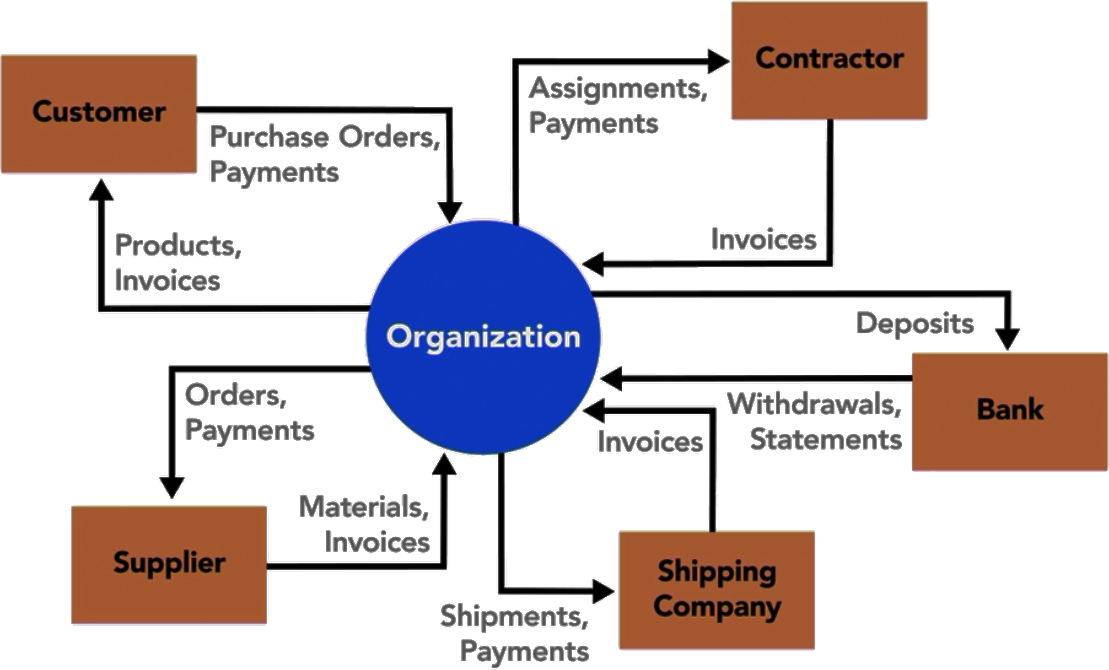 Contractor
Customer
Assignments,
Payments
Purchase Orders,
Payments
Products,
Invoices
Invoices
Organization
Deposits
Orders,
Payments
Withdrawals,
Statements
Bank
Invoices
Materials,
Invoices
Supplier
Shipping
Company
Shipments,
Payments